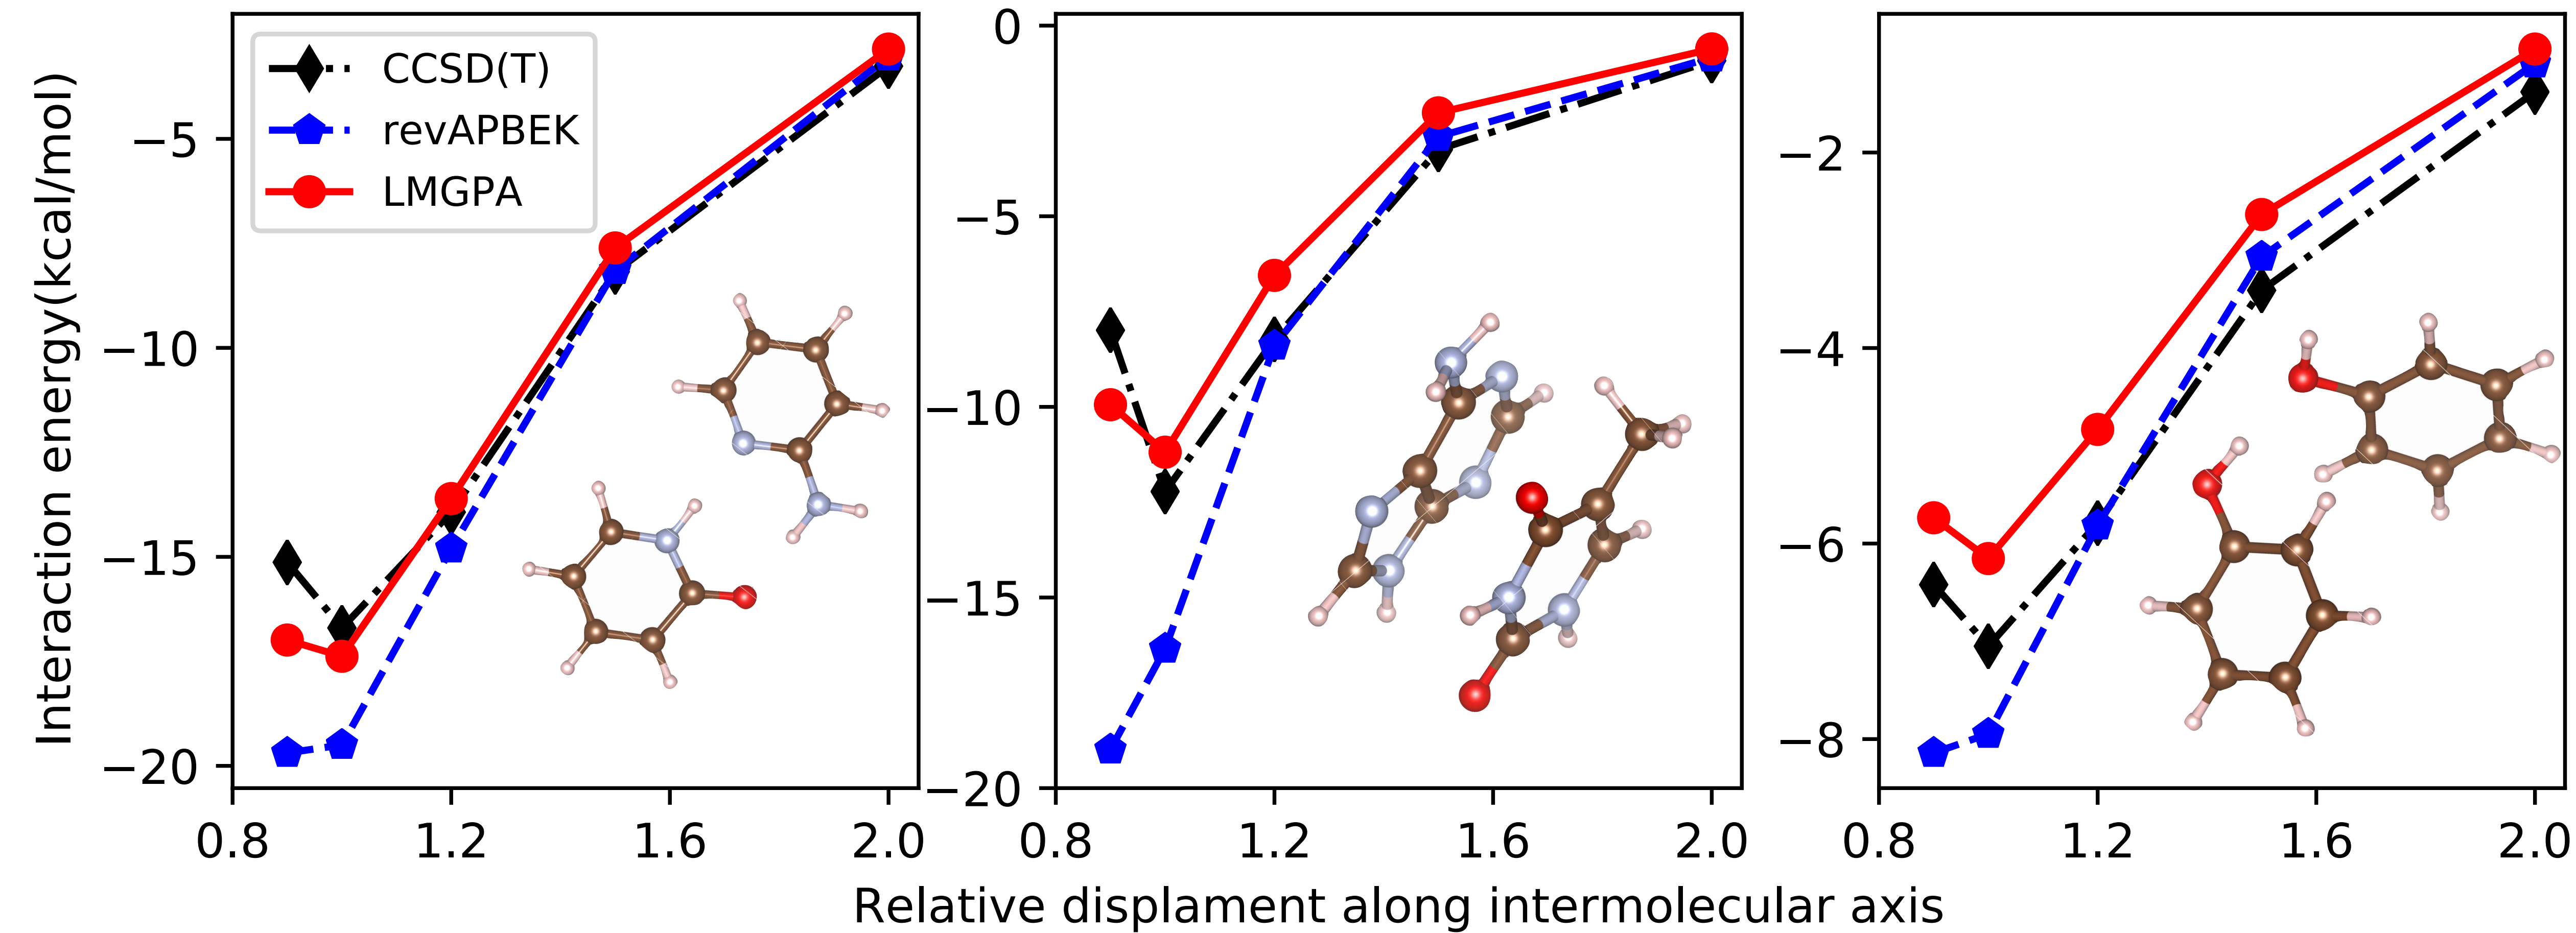 CCSD(T)
revAPBEK
LMGPA
Interaction energy(kcal/mol)
−5
−10
−15
−20
0.8 1.2 1.6 2.0
0
−5
−10
−15
−20
0.8 1.2 1.6 2.0
−2
−4
−6
−8
0.8 1.2 1.6 2.0
Relative displament along intermolecular axis